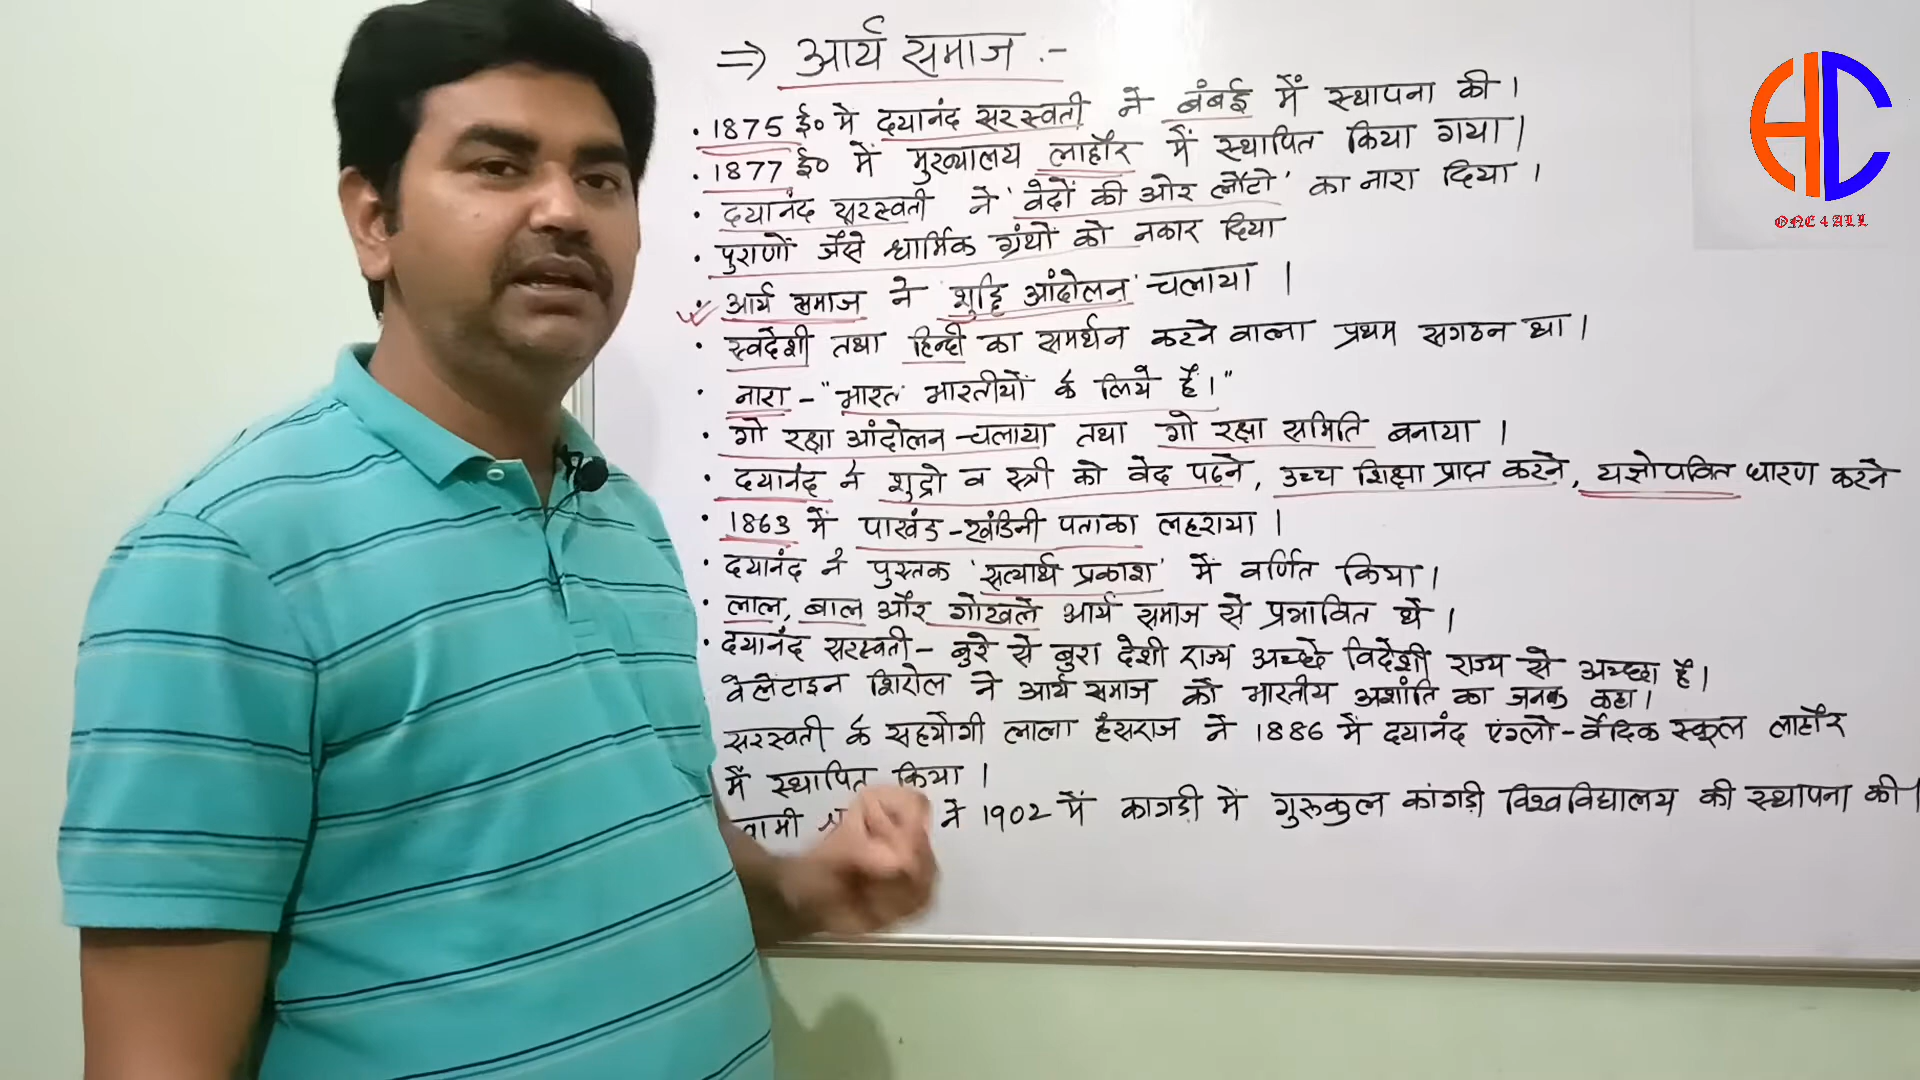 ⇒ आर्य समाज :-
• 1875 ई० मे दयानंद सरस्वती ने बंबई में स्थापना की ।
• 1877 ई० में मुख्यालय लाहौर में स्थापित किया गया ।
• दयानंद सरस्वती ने 'वेदों की ओर लौटो' का नारा दिया ।
• पुराणों जैसे धार्मिक ग्रंथों को नकार दिया
• आर्य समाज ने 'शुद्धि आंदोलन' चलाया ।
• स्वदेशी तथा हिन्दी का समर्थन करने वाला प्रथम सगठन था ।
• नारा - "भारत भारतीयों के लिये है।"
• गो रक्षा आंदोलन चलाया तथा गो रक्षा समिति बनाया ।
• दयानंद ने शुद्रो व स्त्री को वेद पढने, उच्च शिक्षा प्राप्त करने, यज्ञोपवित धारण करने
• 1863 में पाखंड-खंडिनी पताका लहराया ।
• दयानंद ने पुस्तक 'सत्यार्थ प्रकाश' में वर्णित किया ।
• लाल, बाल और गोखले आर्य समाज से प्रभावित थे ।
• दयानंद सरस्वती - बुरे से बुरा देशी राज्य अच्छे विदेशी राज्य से अच्छा है।
वेलेंटाइन शिरोल ने आर्य समाज को भारतीय अशांति का जनक कहा।
सरस्वती के सहयोगी लाला हंसराज ने 1886 में दयानंद एंग्लो-वैदिक स्कूल लाहौर
में स्थापित किया ।
ने 1902 में कागड़ी में गुरुकुल कांगड़ी विश्वविद्यालय की स्थापना की ।
ONE 4 ALL